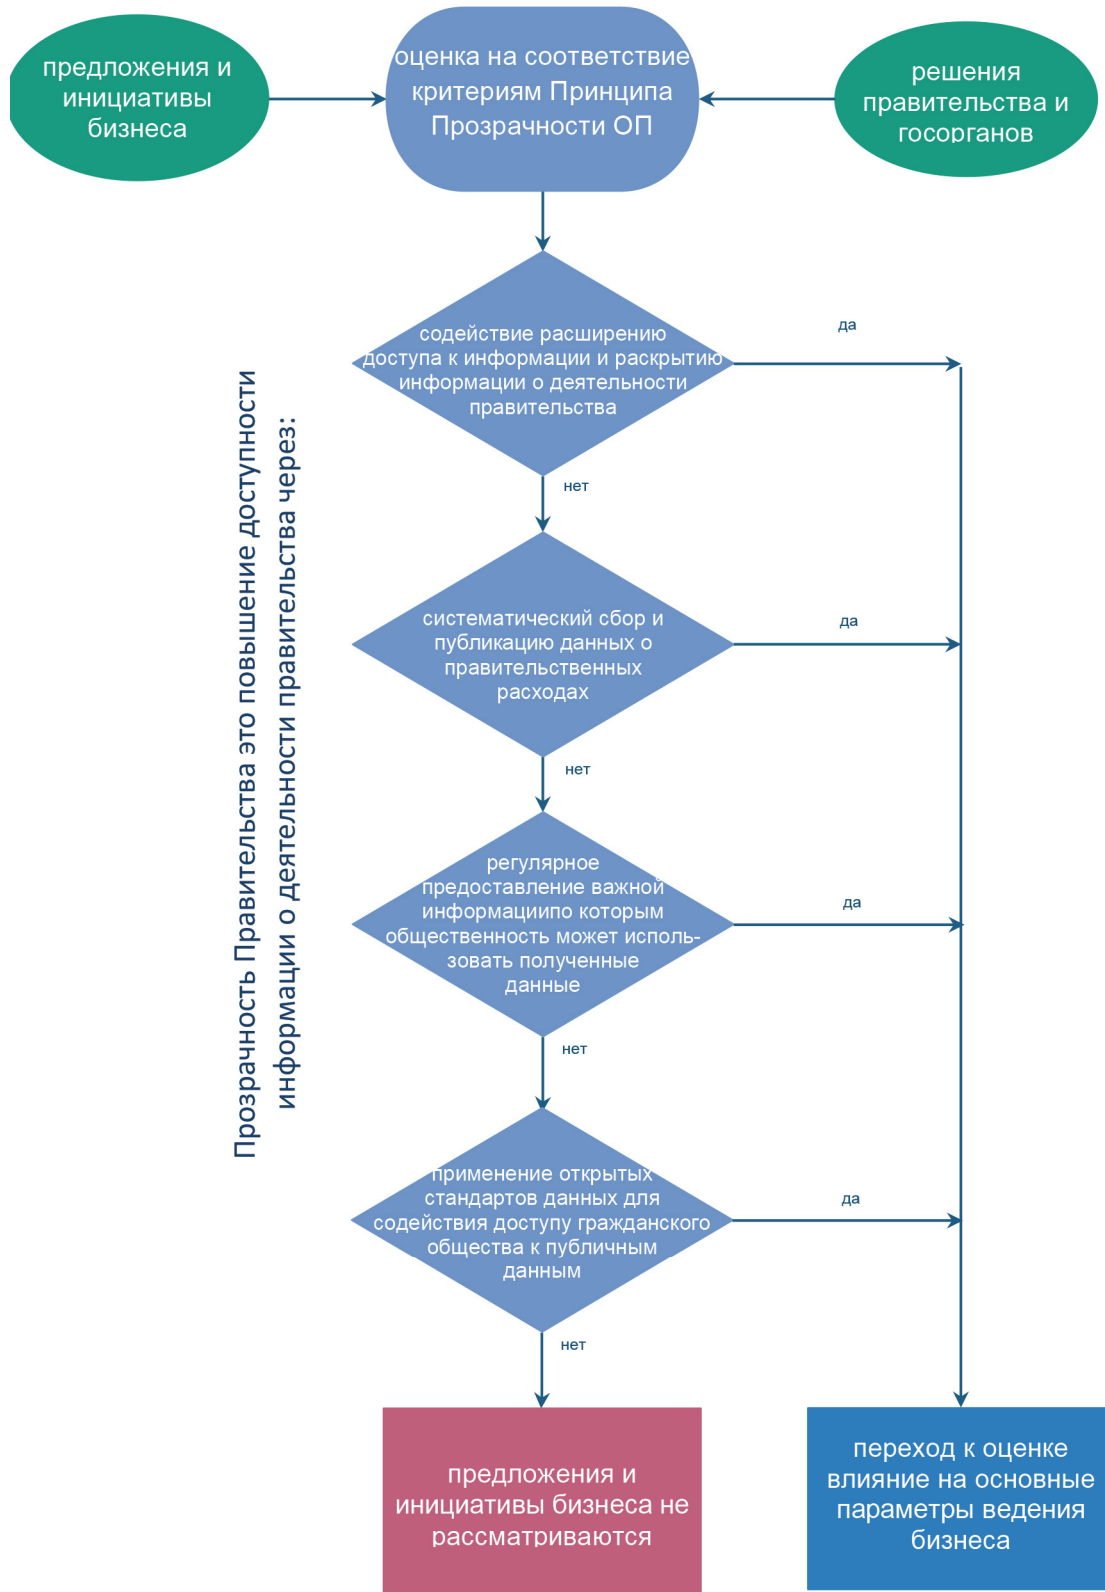 предложения и
инициативы
бизнеса
оценка на соответствие
критериям Принципа
Прозрачности ОП
решения
правительства и
госорганов
Прозрачность Правительства это повышение доступности
информации о деятельности правительства через:
содействие расширению
доступа к информации и раскрытию
информации о деятельности
правительства
да
нет
систематический сбор и
публикацию данных о
правительственных
расходах
да
нет
регулярное
предоставление важной
информациипо которым
общественность может исполь-
зовать полученные
данные
да
нет
применение открытых
стандартов данных для
содействия доступу гражданского
общества к публичным
данным
да
нет
предложения и
инициативы бизнеса не
рассматриваются
переход к оценке
влияние на основные
параметры ведения
бизнеса